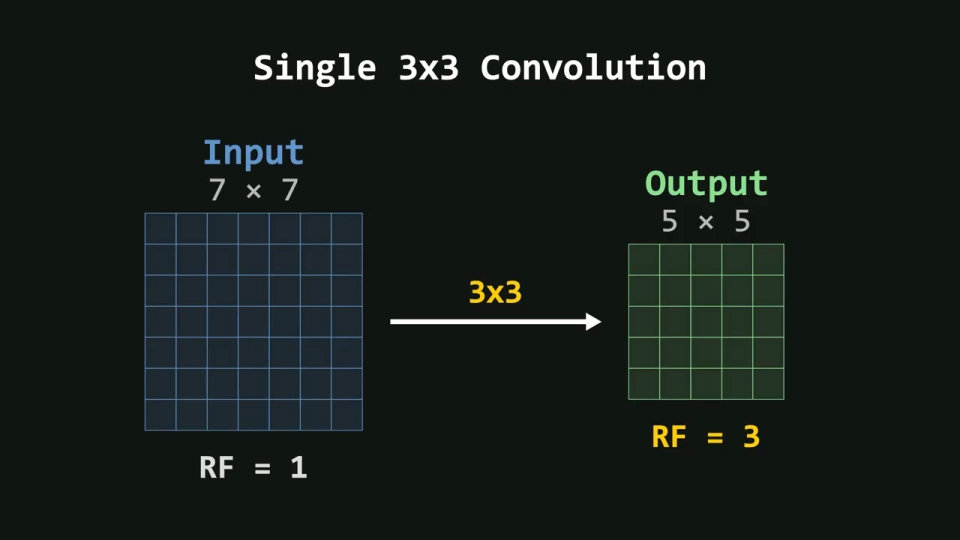 Single 3x3 Convolution
Input
7 × 7
Output
5 × 5
3x3
RF = 1
RF = 3